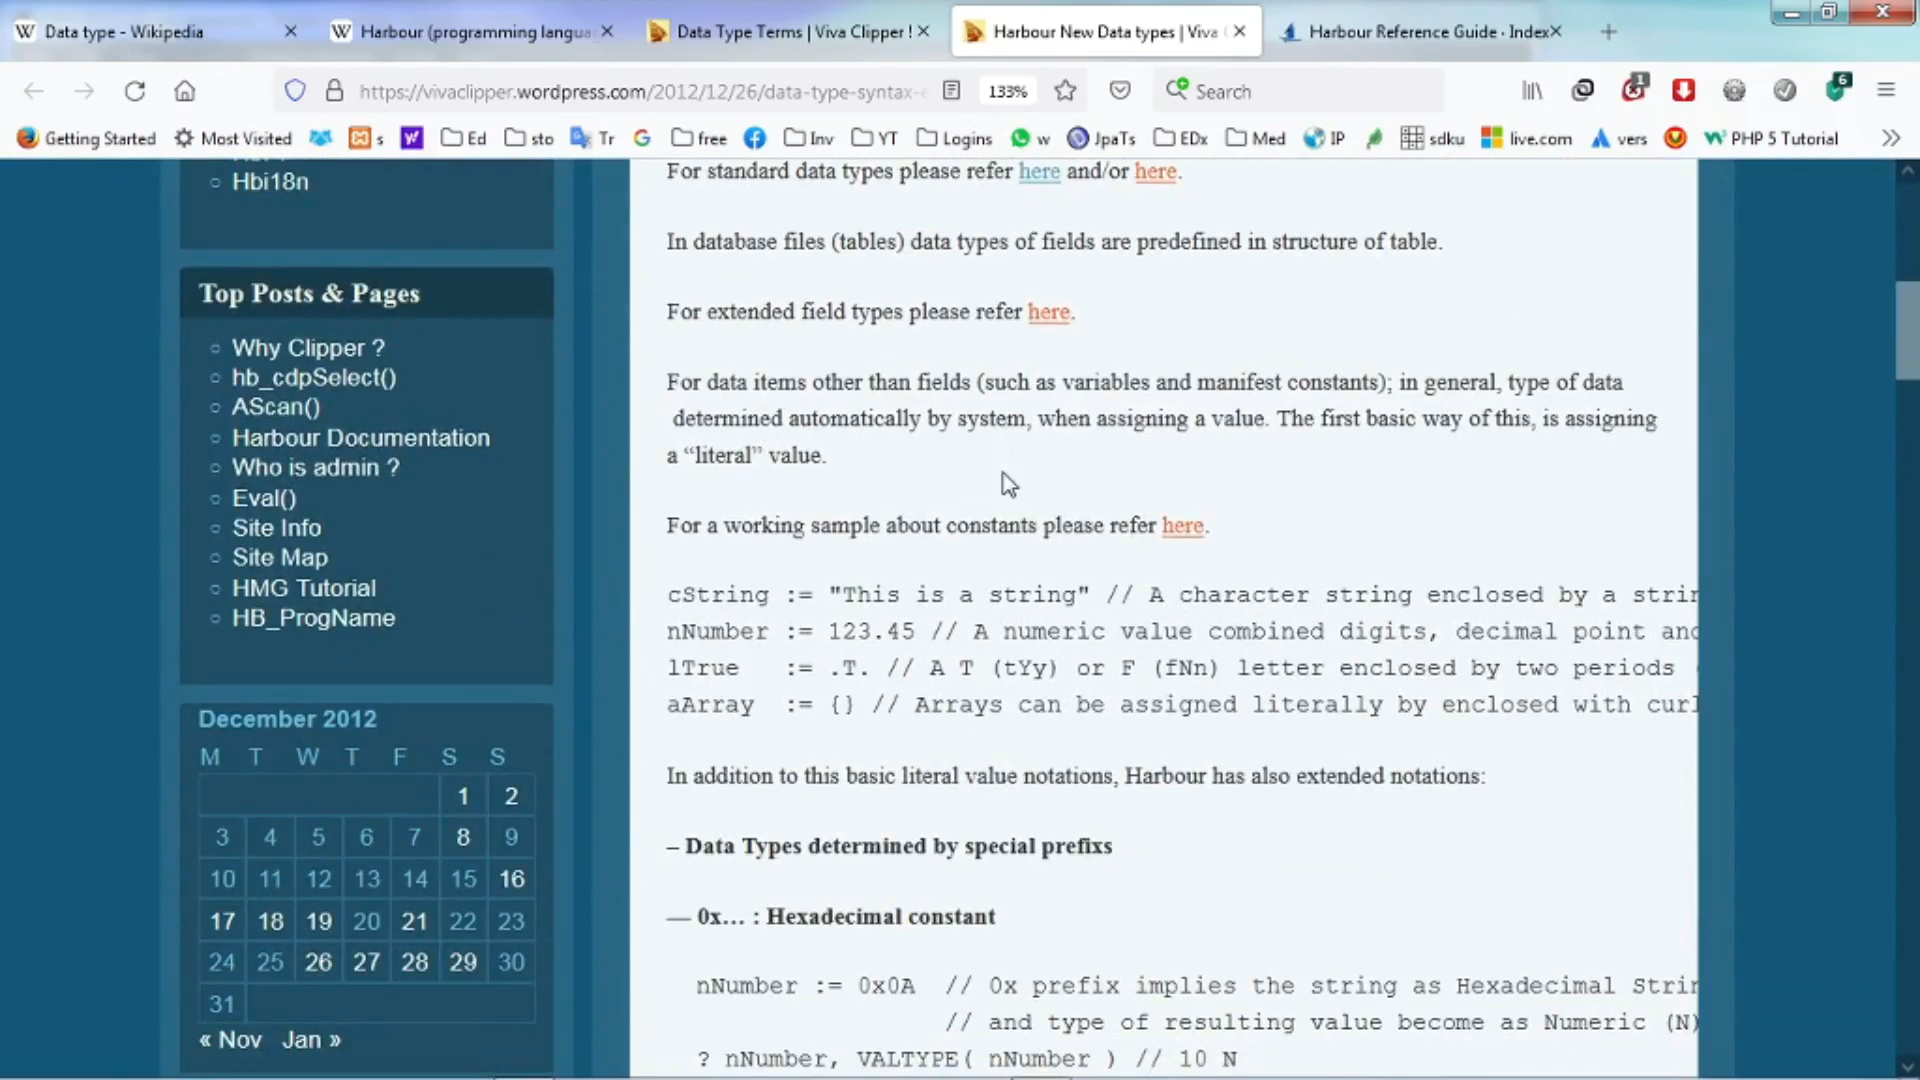 Data type - Wikipedia
Harbour (programming langua
Data Type Terms | Viva Clipper !
Harbour New Data types | Viva
Harbour Reference Guide · Index
https://vivaclipper.wordpress.com/2012/12/26/data-type-syntax-
133%
Search
1
6
Getting Started
Most Visited
s
Ed
sto
Tr
free
Inv
YT
Logins
w
JpaTs
EDx
Med
IP
sdku
live.com
vers
PHP 5 Tutorial
Hbi18n
Top Posts & Pages
Why Clipper ?
hb_cdpSelect()
AScan()
Harbour Documentation
Who is admin ?
Eval()
Site Info
Site Map
HMG Tutorial
HB_ProgName
December 2012
M T W T F S S
1 2
3 4 5 6 7 8 9
10 11 12 13 14 15 16
17 18 19 20 21 22 23
24 25 26 27 28 29 30
31
« Nov Jan »
For standard data types please refer here and/or here.
In database files (tables) data types of fields are predefined in structure of table.
For extended field types please refer here.
For data items other than fields (such as variables and manifest constants); in general, type of data
determined automatically by system, when assigning a value. The first basic way of this, is assigning
a “literal” value.
For a working sample about constants please refer here.
cString := "This is a string" // A character string enclosed by a strin
nNumber := 123.45 // A numeric value combined digits, decimal point and
lTrue := .T. // A T (tYy) or F (fNn) letter enclosed by two periods
aArray := {} // Arrays can be assigned literally by enclosed with curl
In addition to this basic literal value notations, Harbour has also extended notations:
– Data Types determined by special prefixs
— 0x… : Hexadecimal constant
nNumber := 0x0A // 0x prefix implies the string as Hexadecimal Strin
// and type of resulting value become as Numeric (N)
? nNumber, VALTYPE( nNumber ) // 10 N